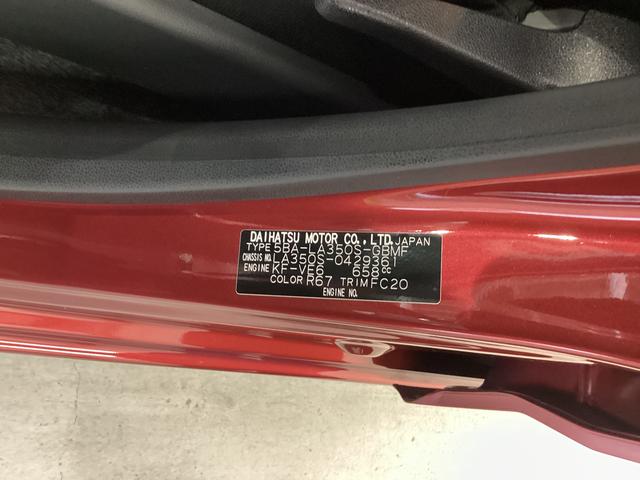 DAIHATSU MOTOR CO., LTD. JAPAN
TYPE 5BA-LA350S-GBMF
CHASSIS NO. LA350S-0429361
ENGINE KF-VE6 658cc
COLOR R67 TRIM FC20
ENGINE NO.